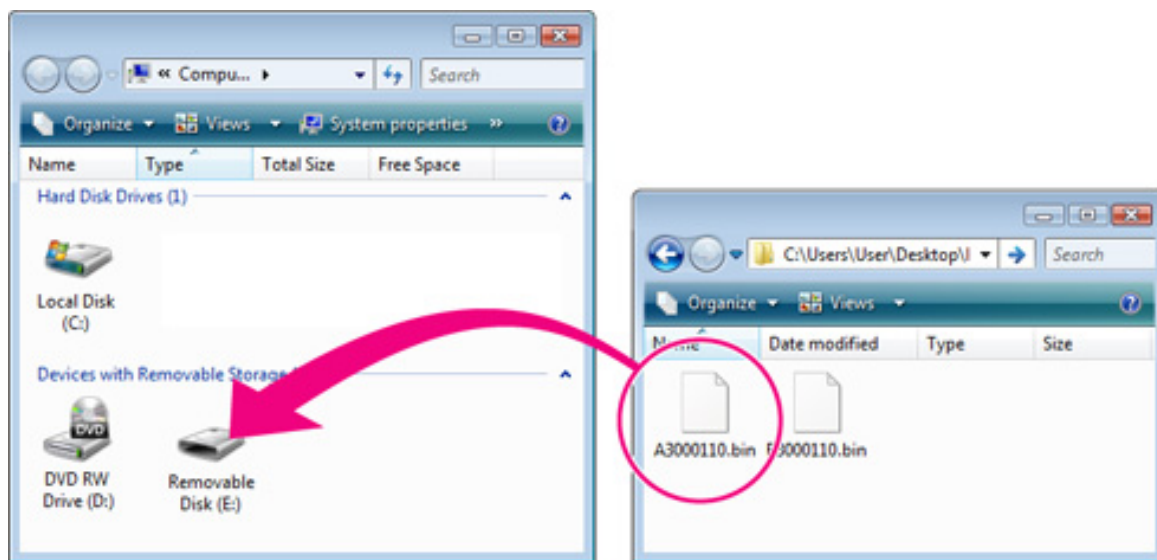 « Compu...
Search
Organize
Views
System properties
»
Name
Type
Total Size
Free Space
Hard Disk Drives (1)
Local Disk
(C:)
Devices with Removable Storage
DVD
DVD RW
Drive (D:)
Removable
Disk (E:)
C:\Users\User\Desktop\
Search
Organize
Views
Date modified
Type
Size
A3000110.bin
3000110.bin